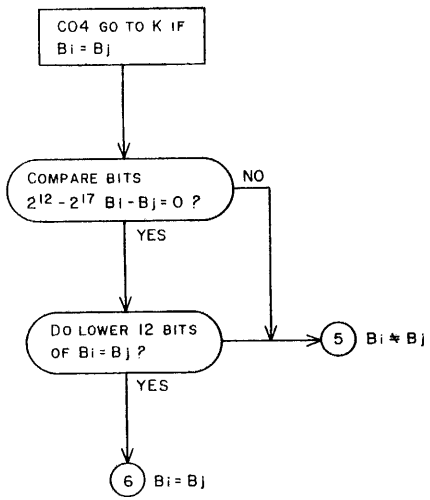 CO4 GO TO K IF
Bi = Bj
COMPARE BITS
2¹² - 2¹⁷ Bi - Bj = 0 ?
NO
YES
DO LOWER 12 BITS
OF Bi = Bj ?
5 Bi ≠ Bj
YES
6 Bi = Bj